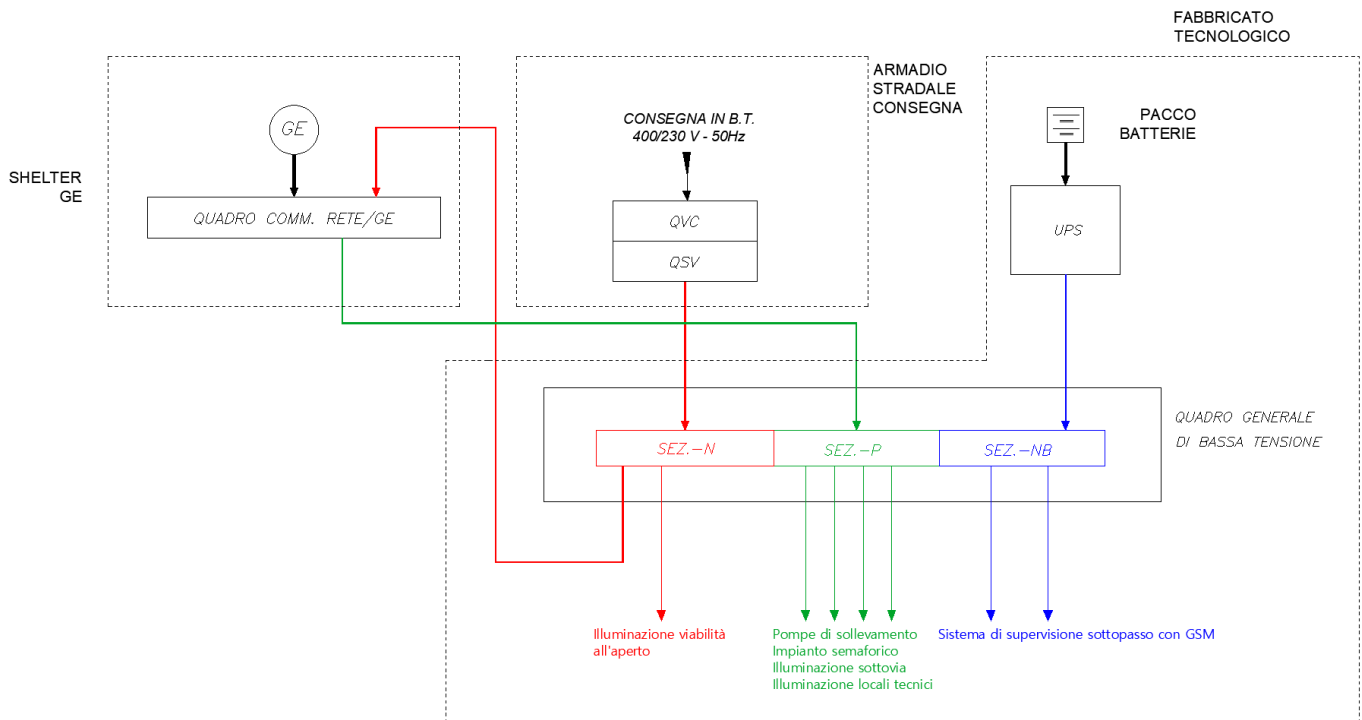 FABBRICATO
TECNOLOGICO
ARMADIO
STRADALE
CONSEGNA
CONSEGNA IN B.T.
400/230 V - 50Hz
GE
PACCO
BATTERIE
SHELTER
GE
QUADRO COMM. RETE/GE
QVC
QSV
UPS
QUADRO GENERALE
DI BASSA TENSIONE
SEZ.-N
SEZ.-P
SEZ.-NB
Illuminazione viabilità
all'aperto
Pompe di sollevamento
Impianto semaforico
Illuminazione sottovia
Illuminazione locali tecnici
Sistema di supervisione sottopasso con GSM